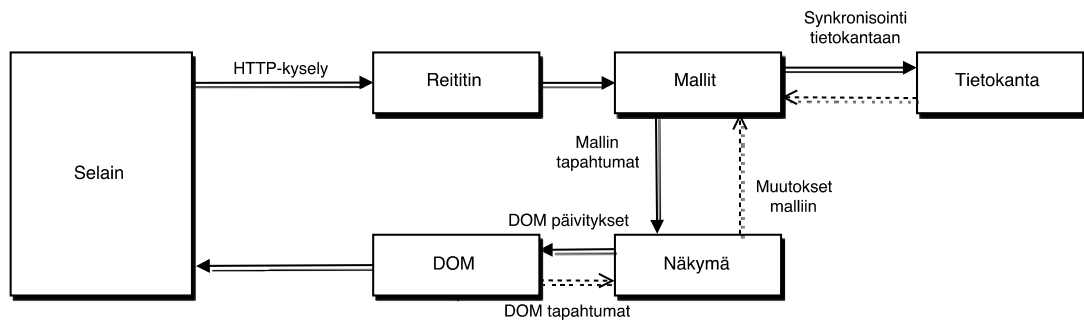 Synkronisointi
tietokantaan
HTTP-kysely
Reititin
Mallit
Tietokanta
Selain
Mallin
tapahtumat
Muutokset
malliin
DOM päivitykset
DOM
Näkymä
DOM tapahtumat